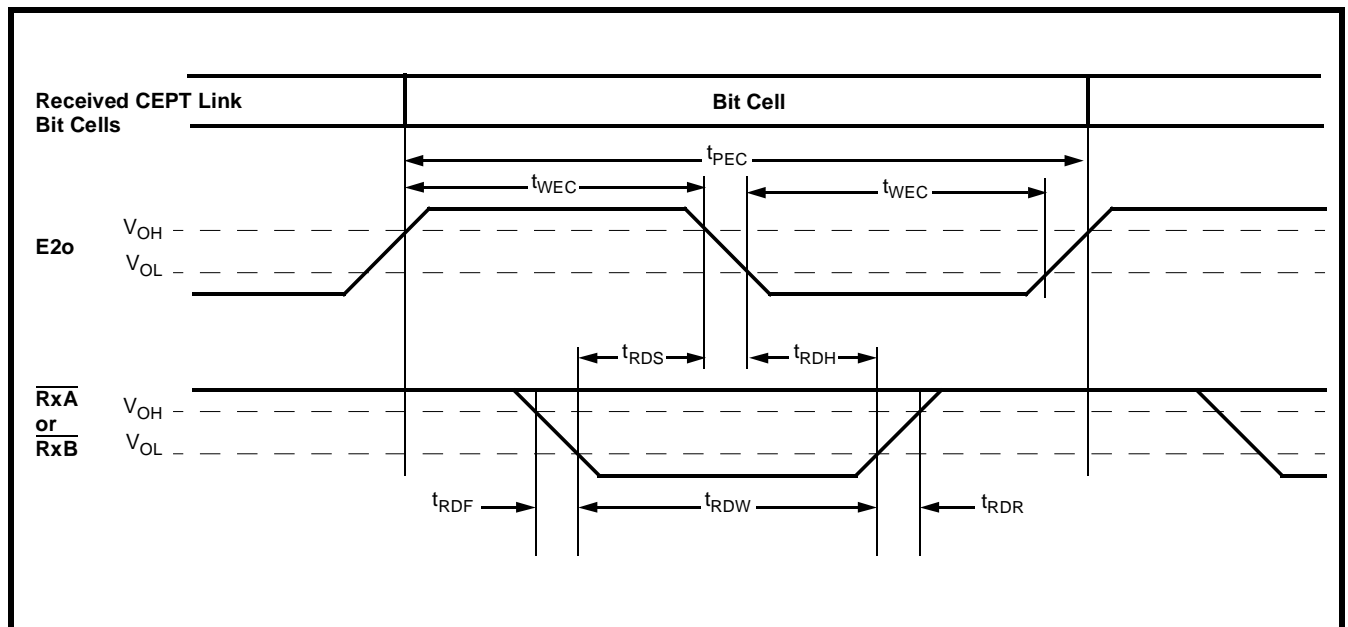 Received CEPT Link
Bit Cells
Bit Cell
tPEC
tWEC
tWEC
E2o
VOH
VOL
tRDS
tRDH
RxA
or
RxB
VOH
VOL
tRDF
tRDW
tRDR